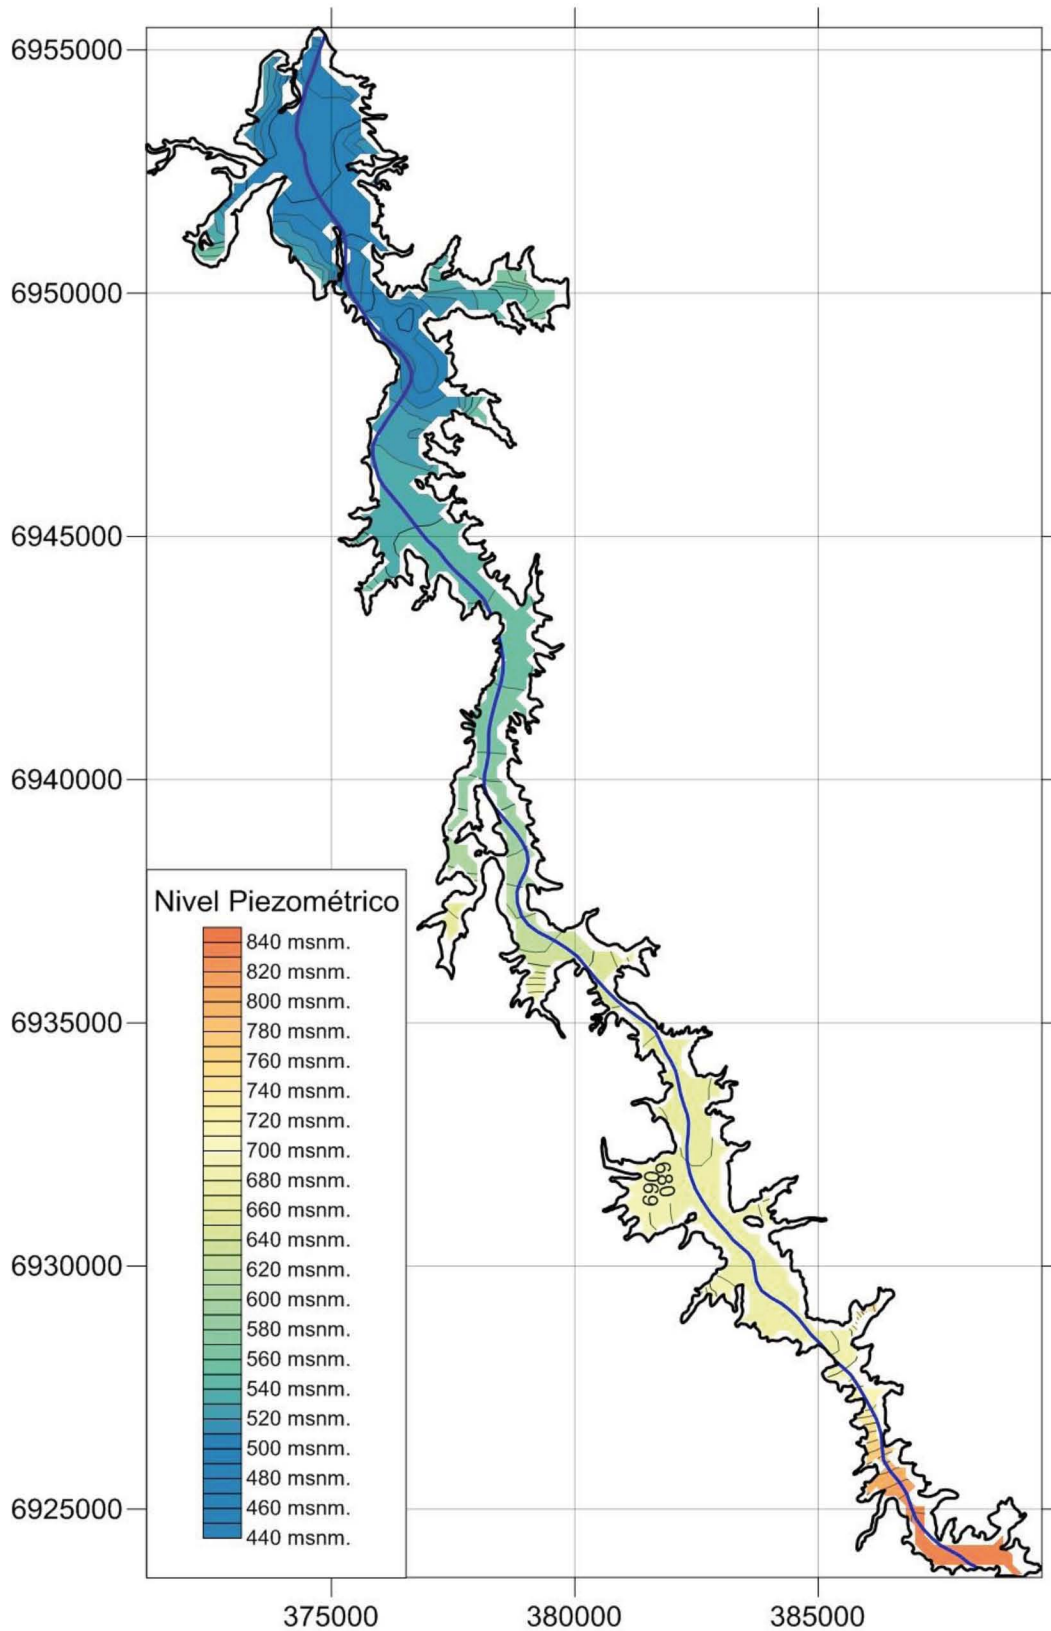 6955000
6950000
6945000
6940000
6935000
6930000
6925000
375000
380000
385000
680
690
Nivel Piezométrico
840 msnm.
820 msnm.
800 msnm.
780 msnm.
760 msnm.
740 msnm.
720 msnm.
700 msnm.
680 msnm.
660 msnm.
640 msnm.
620 msnm.
600 msnm.
580 msnm.
560 msnm.
540 msnm.
520 msnm.
500 msnm.
480 msnm.
460 msnm.
440 msnm.